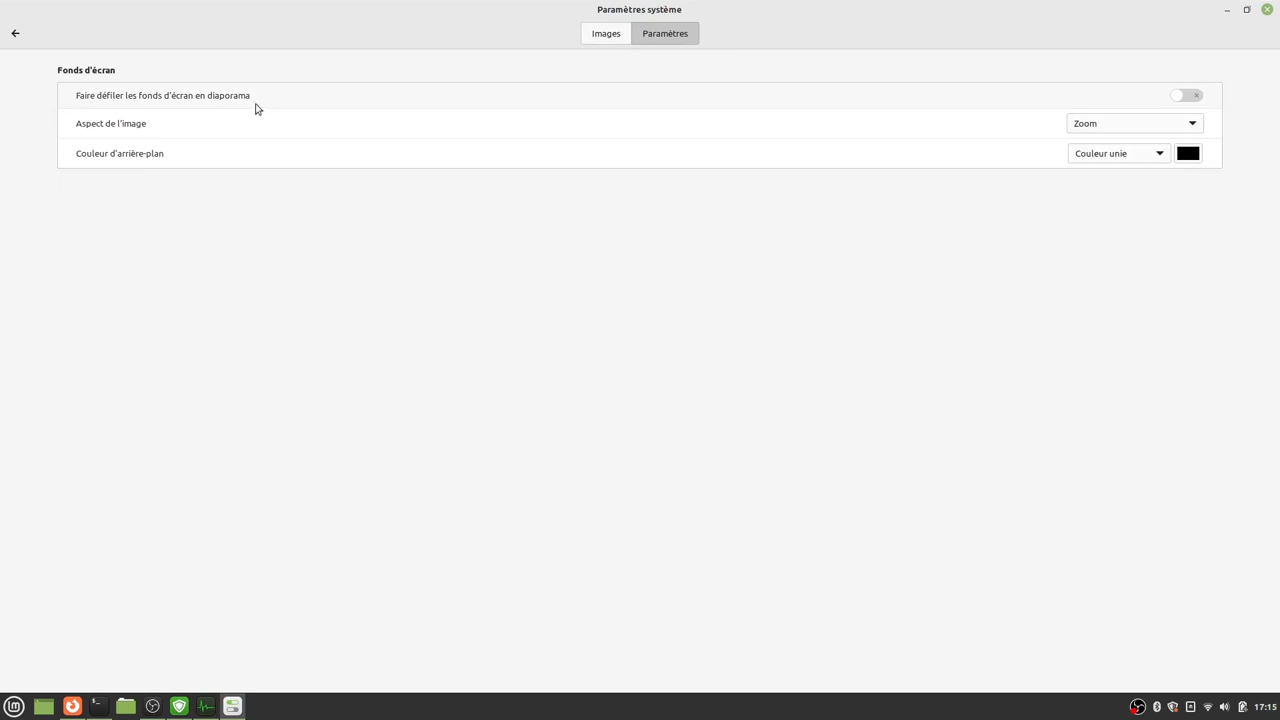 Paramètres système
Images
Paramètres
Fonds d'écran
Faire défiler les fonds d'écran en diaporama
Aspect de l'image
Zoom
Couleur d'arrière-plan
Couleur unie
17:15